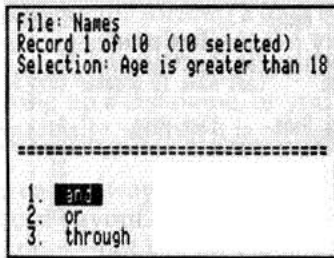 File: Names
Record 1 of 10 (10 selected)
Selection: Age is greater than 18
==============================
1. and
2. or
3. through